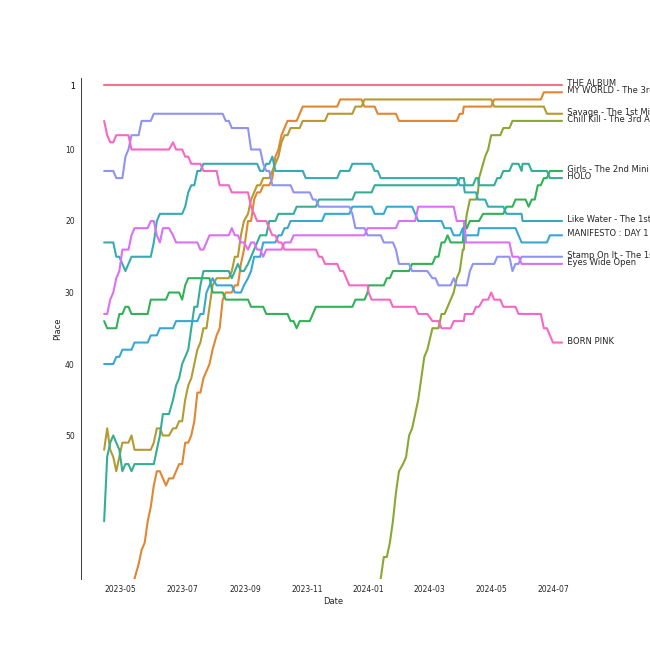 THE ALBUM
MY WORLD - The 3r
Savage - The 1st Mi
Chill Kill - The 3rd A
Girls - The 2nd Mini
HOLO
Like Water - The 1st
MANIFESTO : DAY 1
Stamp On It - The 1s
Eyes Wide Open
BORN PINK
1
10
20
30
40
50
Place
2023-05
2023-07
2023-09
2023-11
2024-01
2024-03
2024-05
2024-07
Date